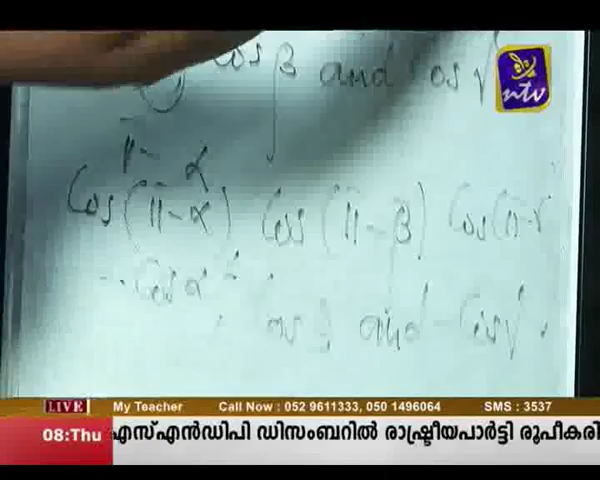 cos β and cos γ
ntv
π - α
Cos (π - α) Cos (π - β) Cos (π - γ
- Cos α, - Cos β and - Cos γ.
LIVE My Teacher Call Now : 052 9611333, 050 1496064 SMS : 3537
08:Thu എസ്എൻഡിപി ഡിസംബറിൽ രാഷ്ട്രീയപാർട്ടി രൂപീകരി